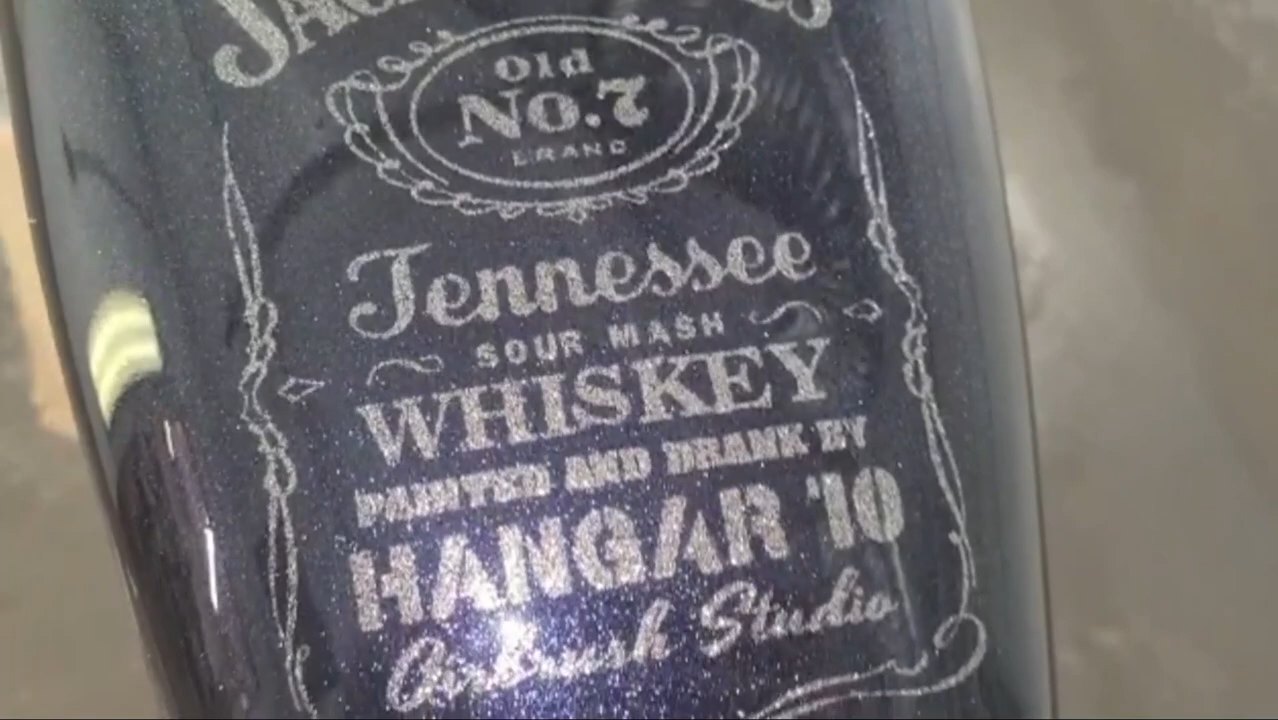 Old
No.7
BRAND
Tennessee
SOUR MASH
WHISKEY
PAINTED AND DRANK BY
HANGAR 10
Airbrush Studio